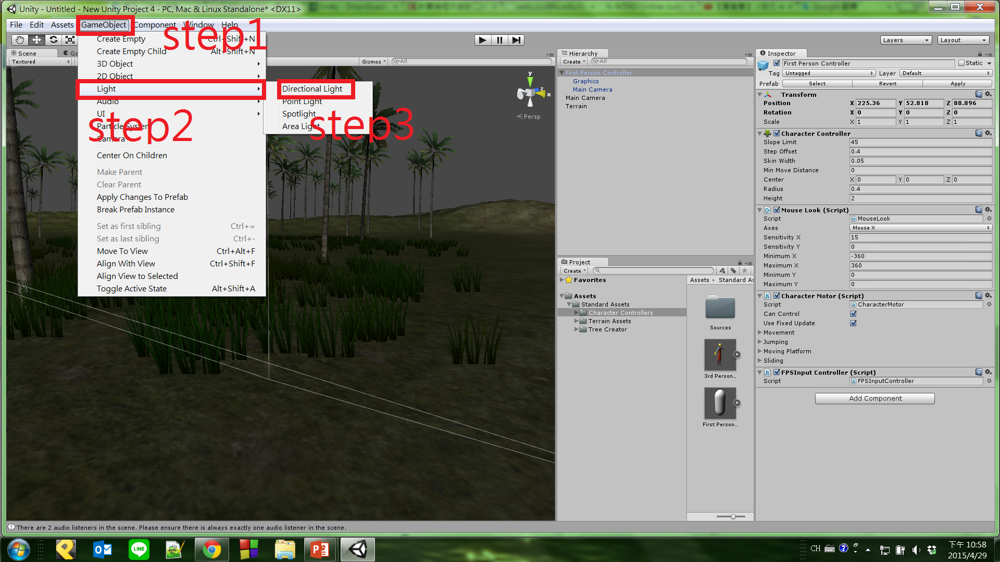 Unity - Untitled - New Unity Project 4 - PC, Mac & Linux Standalone* <DX11>
File Edit Assets GameObject Component Window Help
step1
Layers Layout
Scene Ga
Textured Gizmos All
Create Empty Ctrl+Shift+N
Create Empty Child Alt+Shift+N
3D Object
2D Object
Light
Audio
UI
Particle System
Camera
step2
Center On Children
Make Parent
Clear Parent
Apply Changes To Prefab
Break Prefab Instance
Set as first sibling Ctrl+=
Set as last sibling Ctrl+-
Move To View Ctrl+Alt+F
Align With View Ctrl+Shift+F
Align View to Selected
Toggle Active State Alt+Shift+A
Directional Light
Point Light
Spotlight
Area Light
step3
y
z
x
Persp
Hierarchy
Create All
First Person Controller
Graphics
Main Camera
Main Camera
Terrain
Project
Create
Favorites
Assets
Standard Assets
Character Controllers
Terrain Assets
Tree Creator
Assets Standard As
Sources
3rd Person...
First Person...
Inspector
First Person Controller Static
Tag Untagged Layer Default
Prefab Select Revert Apply
Transform
Position X 225.36 Y 52.818 Z 88.896
Rotation X 0 Y 0 Z 0
Scale X 1 Y 1 Z 1
Character Controller
Slope Limit 45
Step Offset 0.4
Skin Width 0.05
Min Move Distance 0
Center X 0 Y 0 Z 0
Radius 0.4
Height 2
Mouse Look (Script)
Script MouseLook
Axes Mouse X
Sensitivity X 15
Sensitivity Y 0
Minimum X -360
Maximum X 360
Minimum Y 0
Maximum Y 0
Character Motor (Script)
Script CharacterMotor
Can Control
Use Fixed Update
Movement
Jumping
Moving Platform
Sliding
FPSInput Controller (Script)
Script FPSInputController
Add Component
There are 2 audio listeners in the scene. Please ensure there is always exactly one audio listener in the scene.
LINE
CH
下午 10:58
2015/4/29